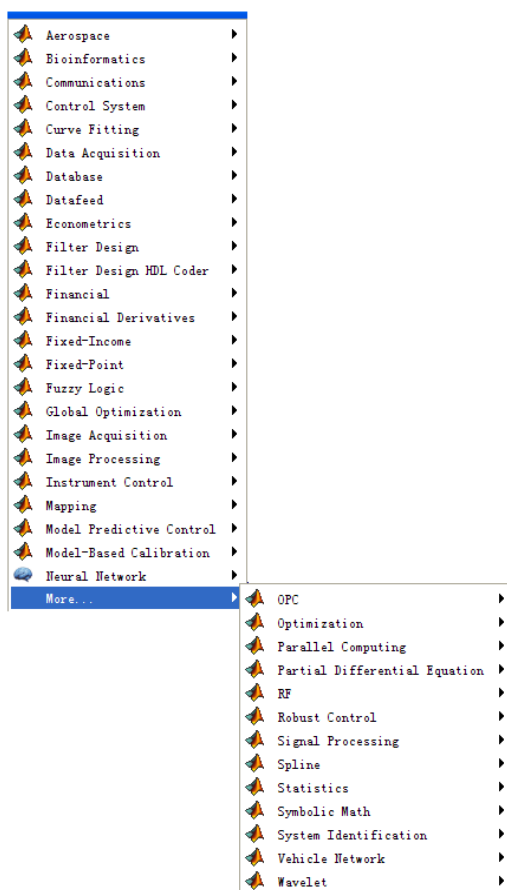 Aerospace
Bioinformatics
Communications
Control System
Curve Fitting
Data Acquisition
Database
Datafeed
Econometrics
Filter Design
Filter Design HDL Coder
Financial
Financial Derivatives
Fixed-Income
Fixed-Point
Fuzzy Logic
Global Optimization
Image Acquisition
Image Processing
Instrument Control
Mapping
Model Predictive Control
Model-Based Calibration
Neural Network
More...
OPC
Optimization
Parallel Computing
Partial Differential Equation
RF
Robust Control
Signal Processing
Spline
Statistics
Symbolic Math
System Identification
Vehicle Network
Wavelet